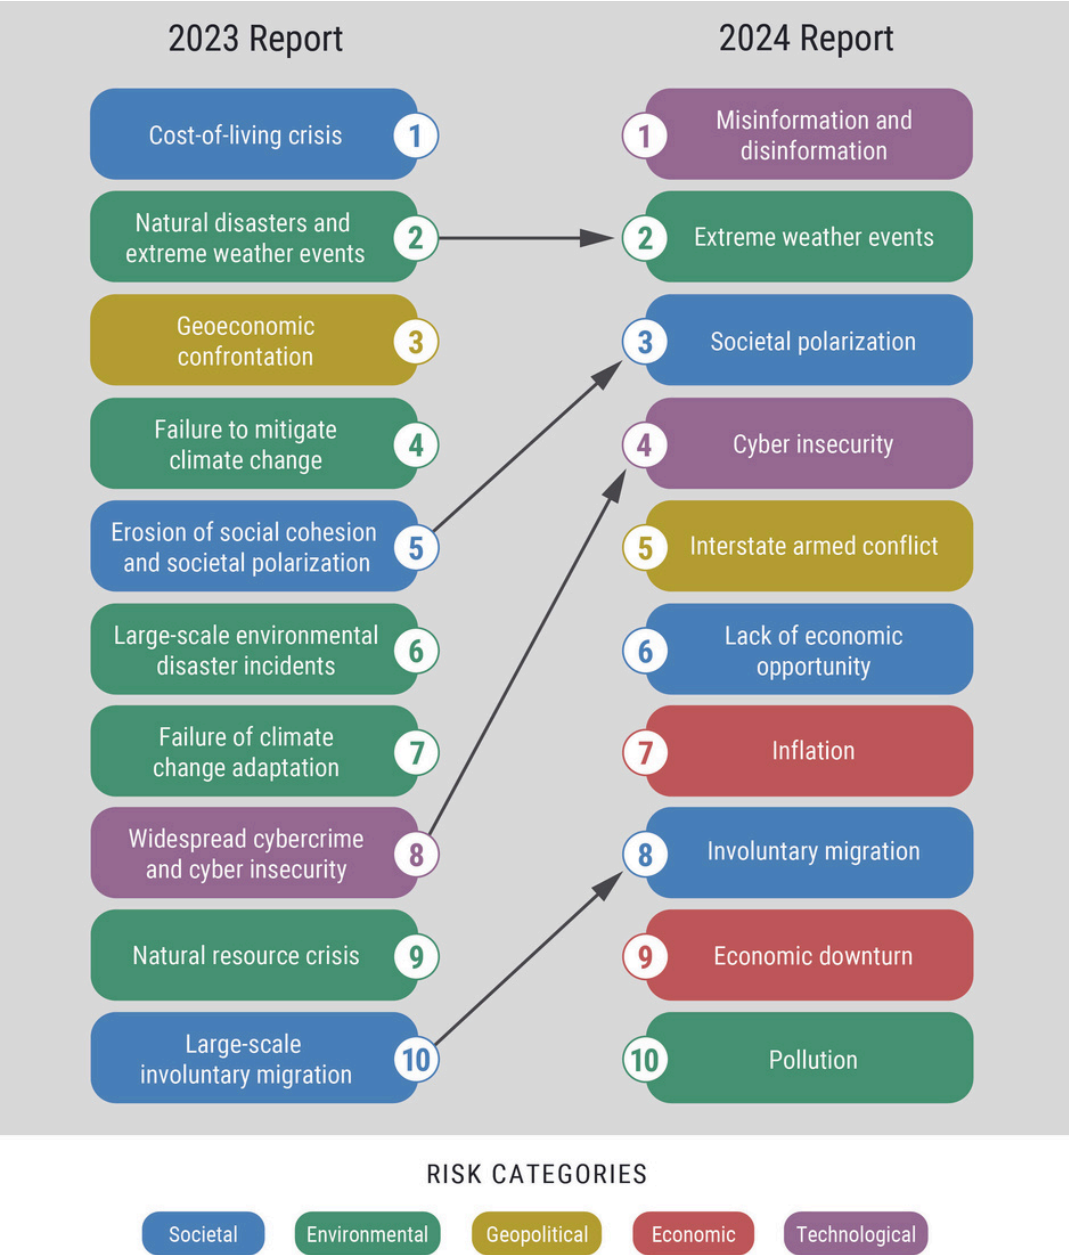 2023 Report
2024 Report
Cost-of-living crisis
1
1
Misinformation and
disinformation
Natural disasters and
extreme weather events
2
2
Extreme weather events
Geoeconomic
confrontation
3
3
Societal polarization
Failure to mitigate
climate change
4
4
Cyber insecurity
Erosion of social cohesion
and societal polarization
5
5
Interstate armed conflict
Large-scale environmental
disaster incidents
6
6
Lack of economic
opportunity
Failure of climate
change adaptation
7
7
Inflation
Widespread cybercrime
and cyber insecurity
8
8
Involuntary migration
Natural resource crisis
9
9
Economic downturn
Large-scale
involuntary migration
10
10
Pollution
RISK CATEGORIES
Societal
Environmental
Geopolitical
Economic
Technological